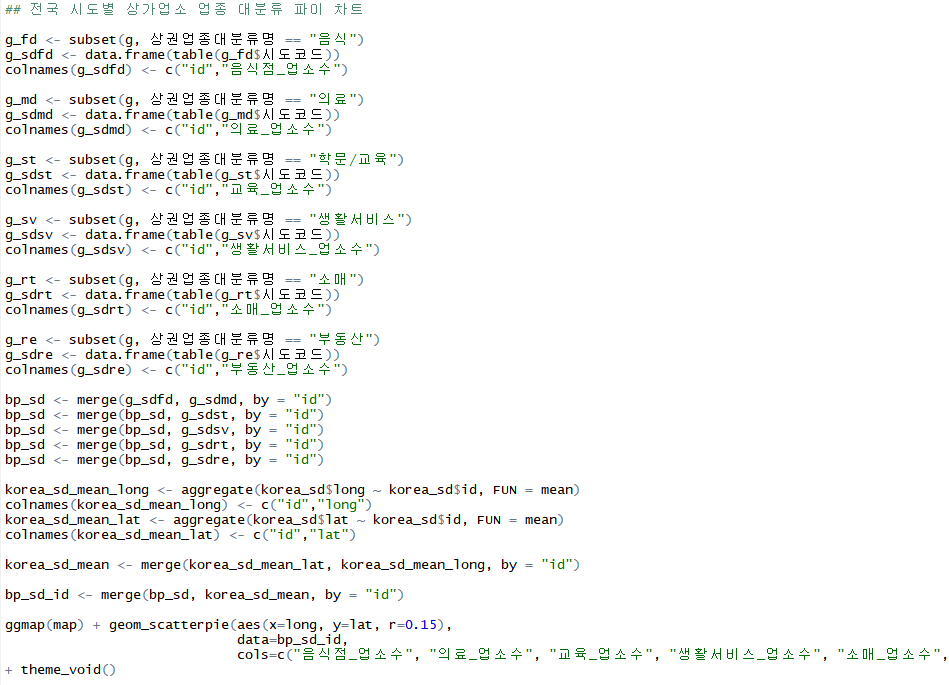 ## 전국 시도별 상가업소 업종 대분류 파이 차트
g_fd <- subset(g, 상권업종대분류명 == "음식")
g_sdfd <- data.frame(table(g_fd$시도코드))
colnames(g_sdfd) <- c("id","음식점_업소수")
g_md <- subset(g, 상권업종대분류명 == "의료")
g_sdmd <- data.frame(table(g_md$시도코드))
colnames(g_sdmd) <- c("id","의료_업소수")
g_st <- subset(g, 상권업종대분류명 == "학문/교육")
g_sdst <- data.frame(table(g_st$시도코드))
colnames(g_sdst) <- c("id","교육_업소수")
g_sv <- subset(g, 상권업종대분류명 == "생활서비스")
g_sdsv <- data.frame(table(g_sv$시도코드))
colnames(g_sdsv) <- c("id","생활서비스_업소수")
g_rt <- subset(g, 상권업종대분류명 == "소매")
g_sdrt <- data.frame(table(g_rt$시도코드))
colnames(g_sdrt) <- c("id","소매_업소수")
g_re <- subset(g, 상권업종대분류명 == "부동산")
g_sdre <- data.frame(table(g_re$시도코드))
colnames(g_sdre) <- c("id","부동산_업소수")
bp_sd <- merge(g_sdfd, g_sdmd, by = "id")
bp_sd <- merge(bp_sd, g_sdst, by = "id")
bp_sd <- merge(bp_sd, g_sdsv, by = "id")
bp_sd <- merge(bp_sd, g_sdrt, by = "id")
bp_sd <- merge(bp_sd, g_sdre, by = "id")
korea_sd_mean_long <- aggregate(korea_sd$long ~ korea_sd$id, FUN = mean)
colnames(korea_sd_mean_long) <- c("id","long")
korea_sd_mean_lat <- aggregate(korea_sd$lat ~ korea_sd$id, FUN = mean)
colnames(korea_sd_mean_lat) <- c("id","lat")
korea_sd_mean <- merge(korea_sd_mean_lat, korea_sd_mean_long, by = "id")
bp_sd_id <- merge(bp_sd, korea_sd_mean, by = "id")
ggmap(map) + geom_scatterpie(aes(x=long, y=lat, r=0.15),
data=bp_sd_id,
cols=c("음식점_업소수", "의료_업소수", "교육_업소수", "생활서비스_업소수", "소매_업소수",
+ theme_void()